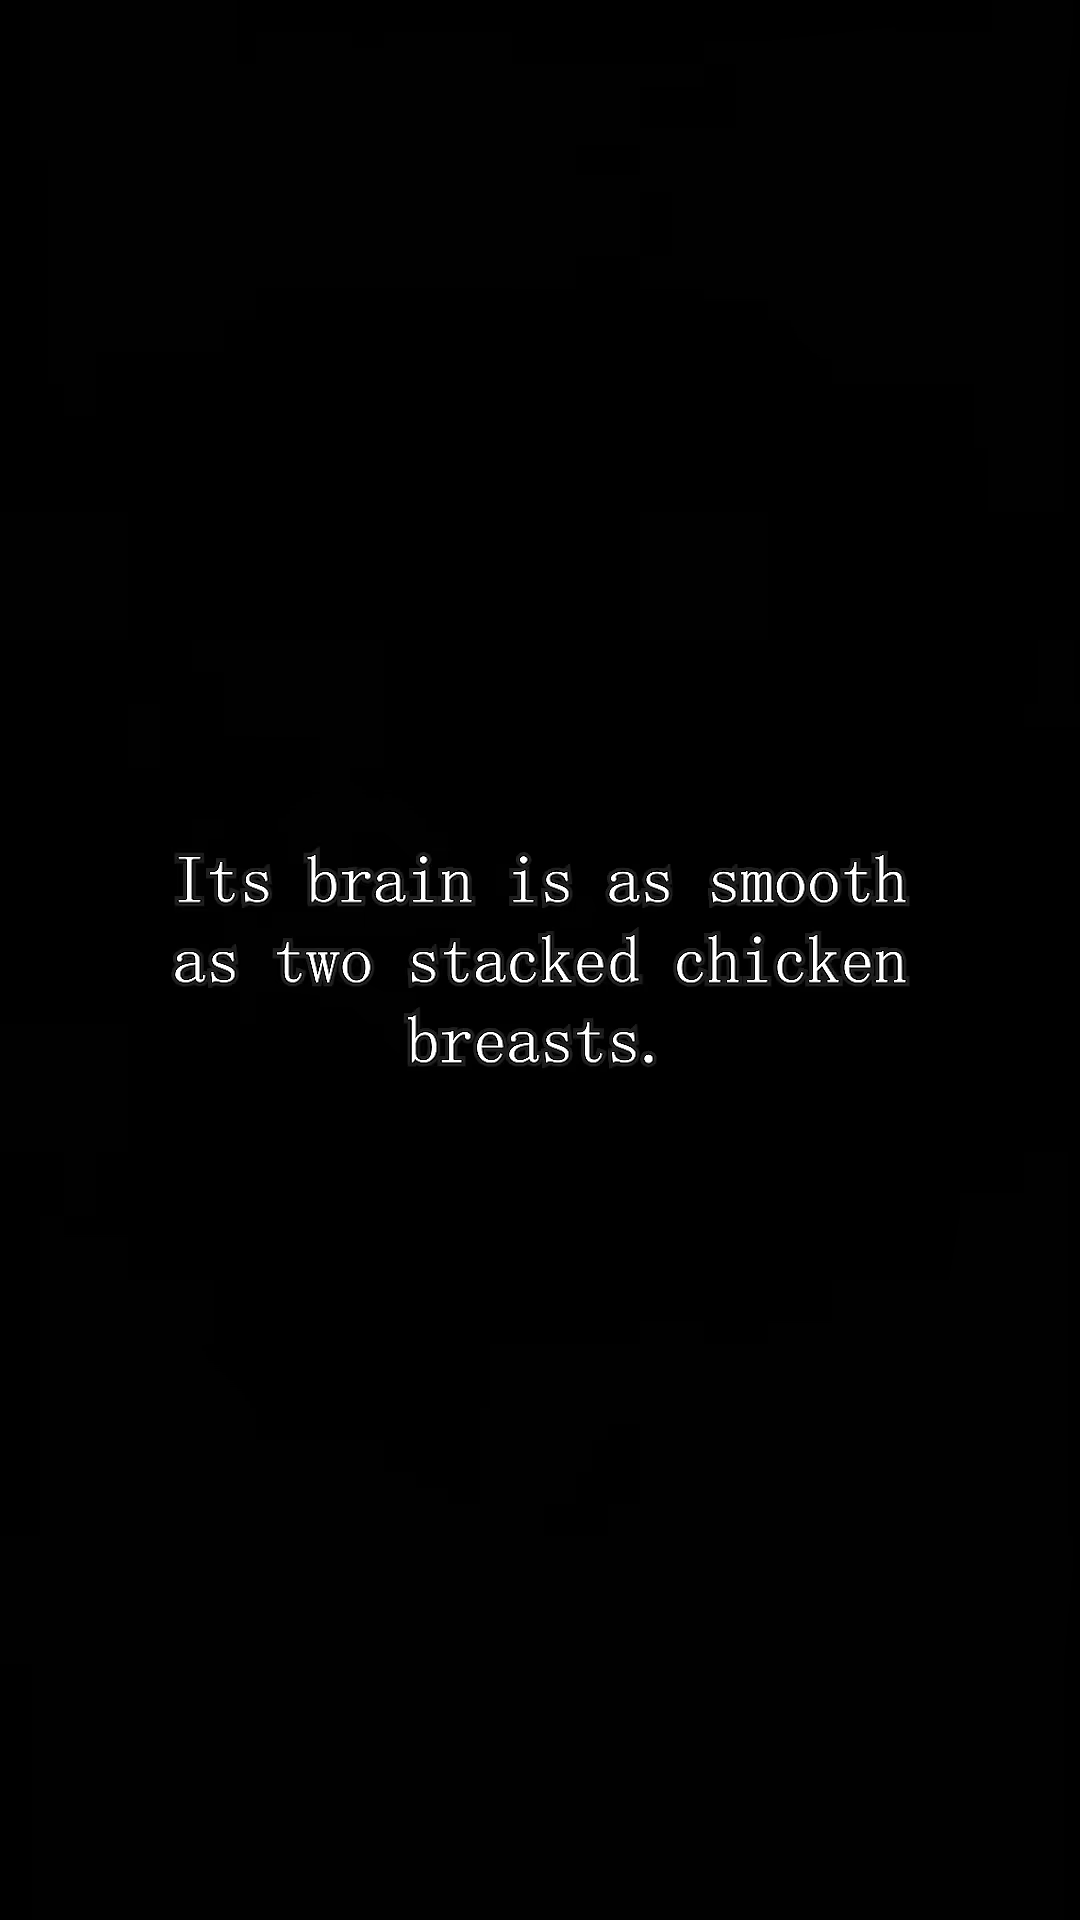 Its brain is as smooth
as two stacked chicken
breasts.